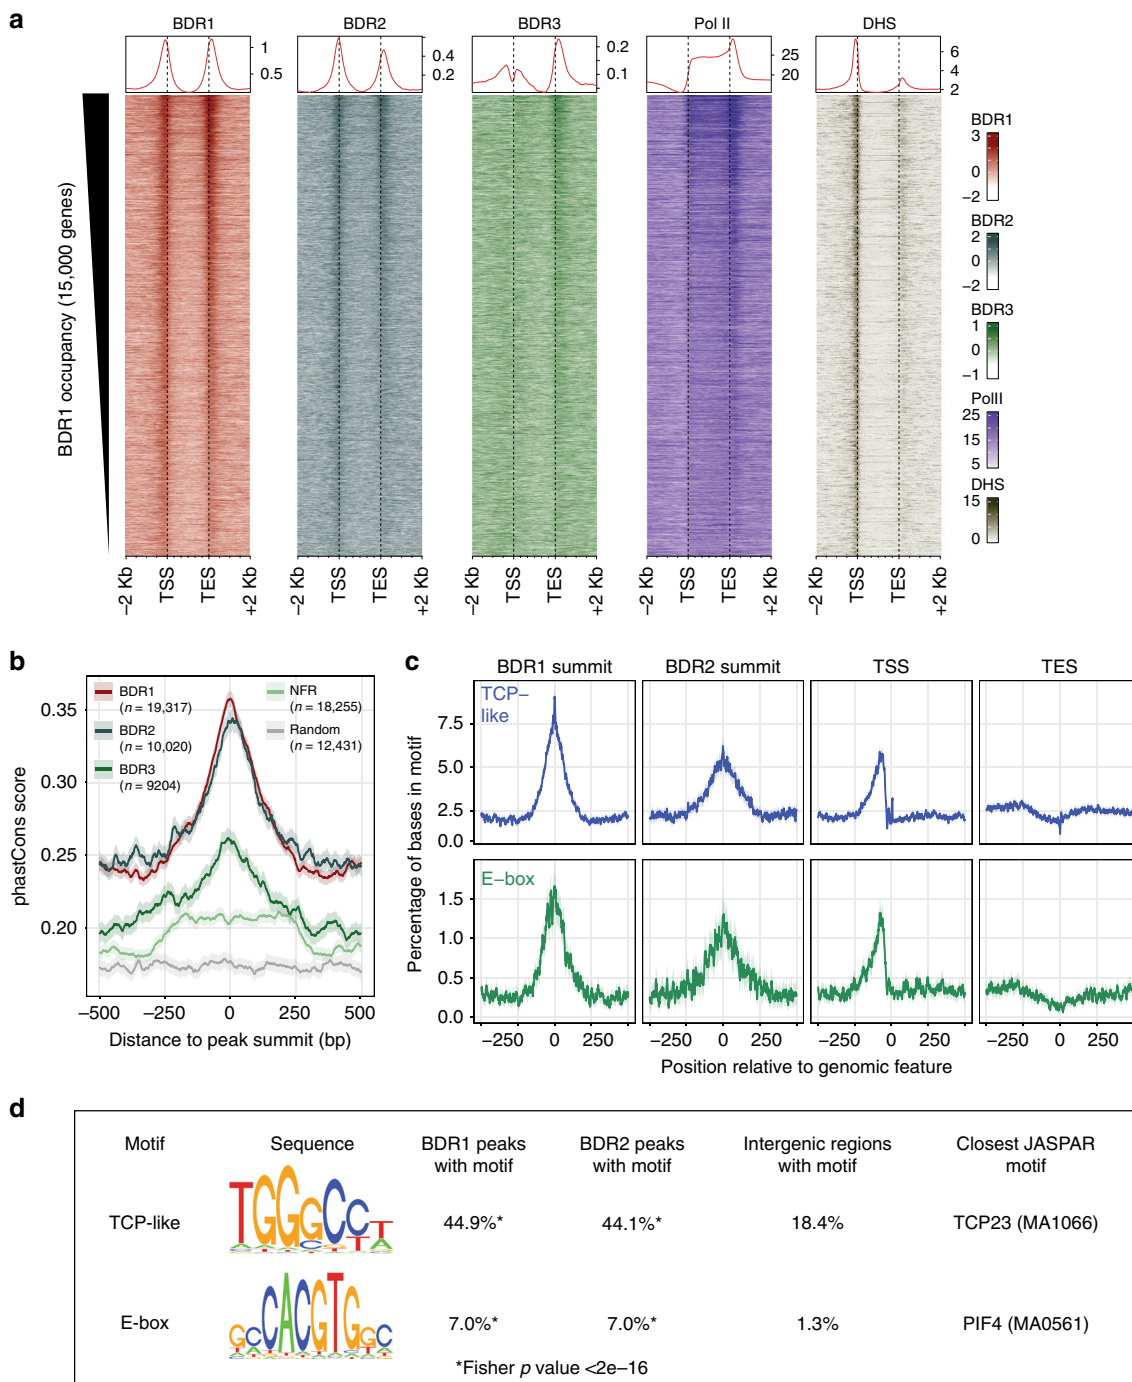 a
BDR1
BDR2
BDR3
Pol II
DHS
1
0.5
0.4
0.2
0.2
0.1
25
20
6
4
2
BDR1 occupancy (15,000 genes)
BDR1
3
0
−2
BDR2
2
0
−2
BDR3
1
0
−1
PolII
25
15
5
DHS
15
0
−2 Kb
TSS
TES
+2 Kb
−2 Kb
TSS
TES
+2 Kb
−2 Kb
TSS
TES
+2 Kb
−2 Kb
TSS
TES
+2 Kb
−2 Kb
TSS
TES
+2 Kb
b
phastCons score
0.35
0.30
0.25
0.20
BDR1
(n = 19,317)
BDR2
(n = 10,020)
BDR3
(n = 9204)
NFR
(n = 18,255)
Random
(n = 12,431)
−500
−250
0
250
500
Distance to peak summit (bp)
c
BDR1 summit
BDR2 summit
TSS
TES
Percentage of bases in motif
TCP−
like
7.5
5.0
2.5
0.0
E-box
1.5
1.0
0.5
0.0
−250
0
250
−250
0
250
−250
0
250
−250
0
250
Position relative to genomic feature
d
Motif
Sequence
BDR1 peaks
with motif
BDR2 peaks
with motif
Intergenic regions
with motif
Closest JASPAR
motif
TCP-like
TGGGCCT
44.9%*
44.1%*
18.4%
TCP23 (MA1066)
E-box
GCCACGTGGC
7.0%*
7.0%*
1.3%
PIF4 (MA0561)
*Fisher p value <2e−16